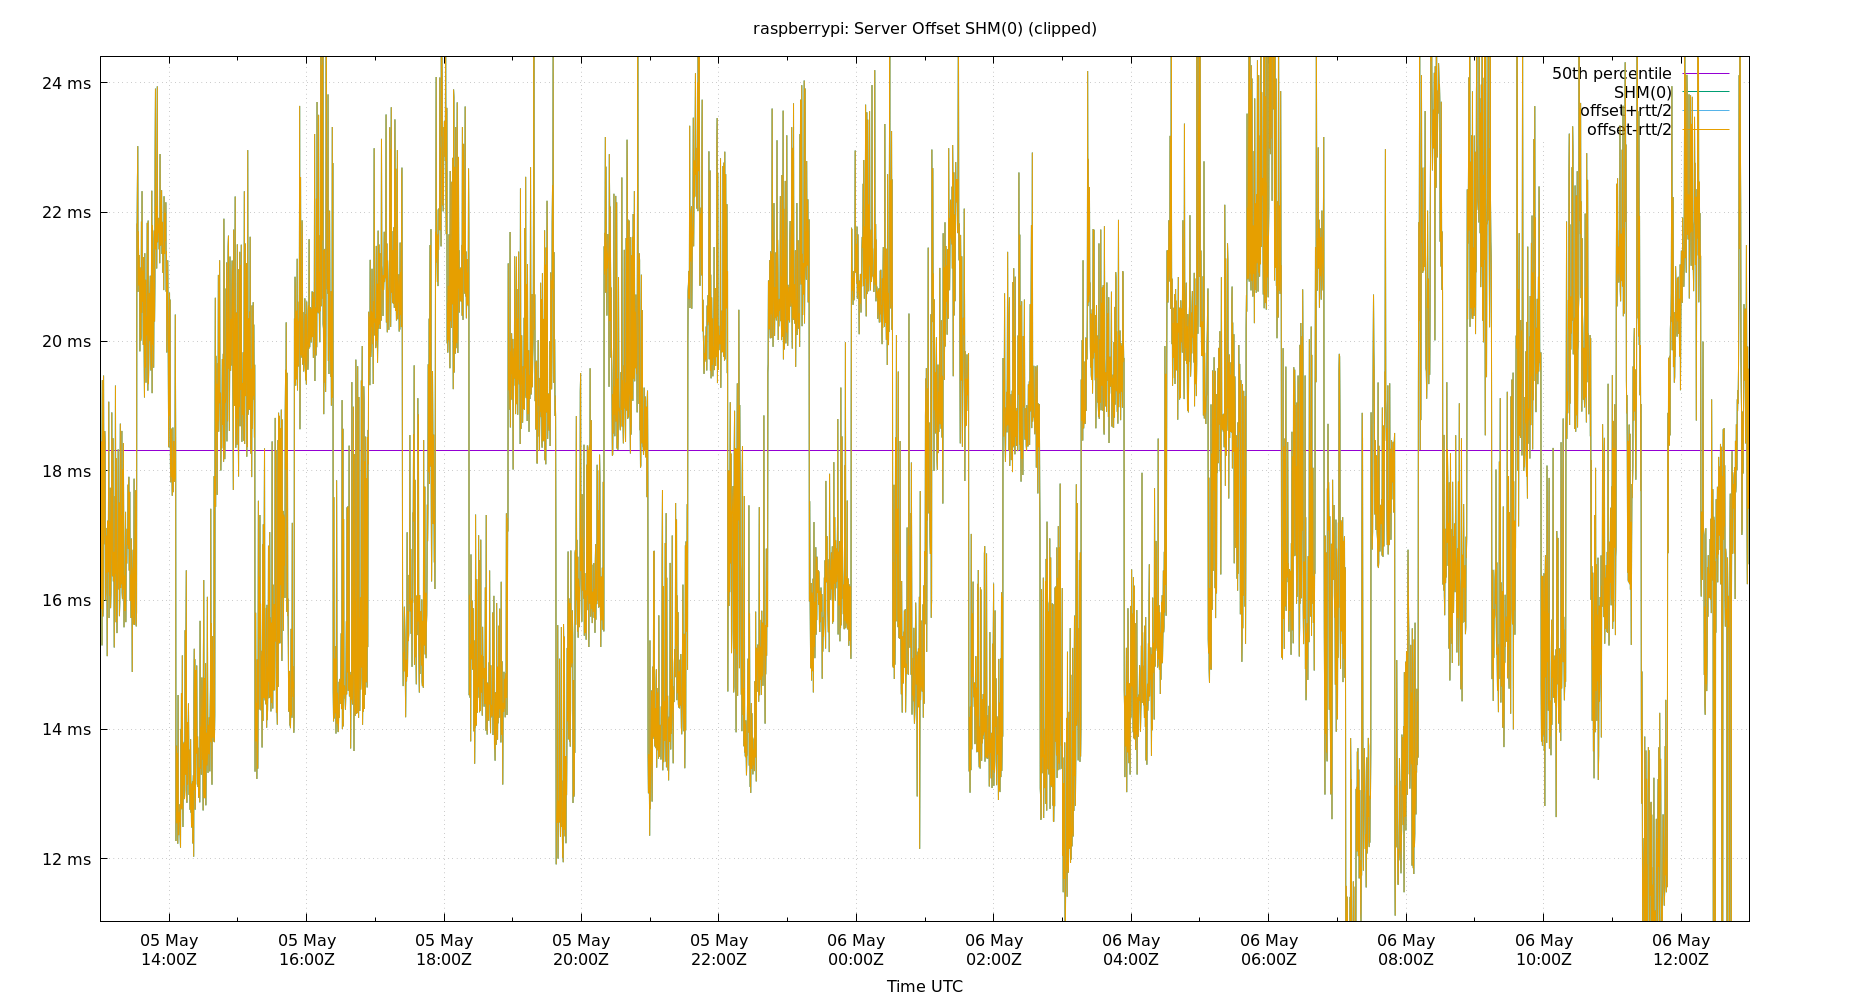 raspberrypi: Server Offset SHM(0) (clipped)
24 ms
22 ms
20 ms
18 ms
16 ms
14 ms
12 ms
50th percentile
SHM(0)
offset+rtt/2
offset-rtt/2
05 May 05 May 05 May 05 May 05 May 06 May 06 May 06 May 06 May 06 May 06 May 06 May
14:00Z 16:00Z 18:00Z 20:00Z 22:00Z 00:00Z 02:00Z 04:00Z 06:00Z 08:00Z 10:00Z 12:00Z
Time UTC